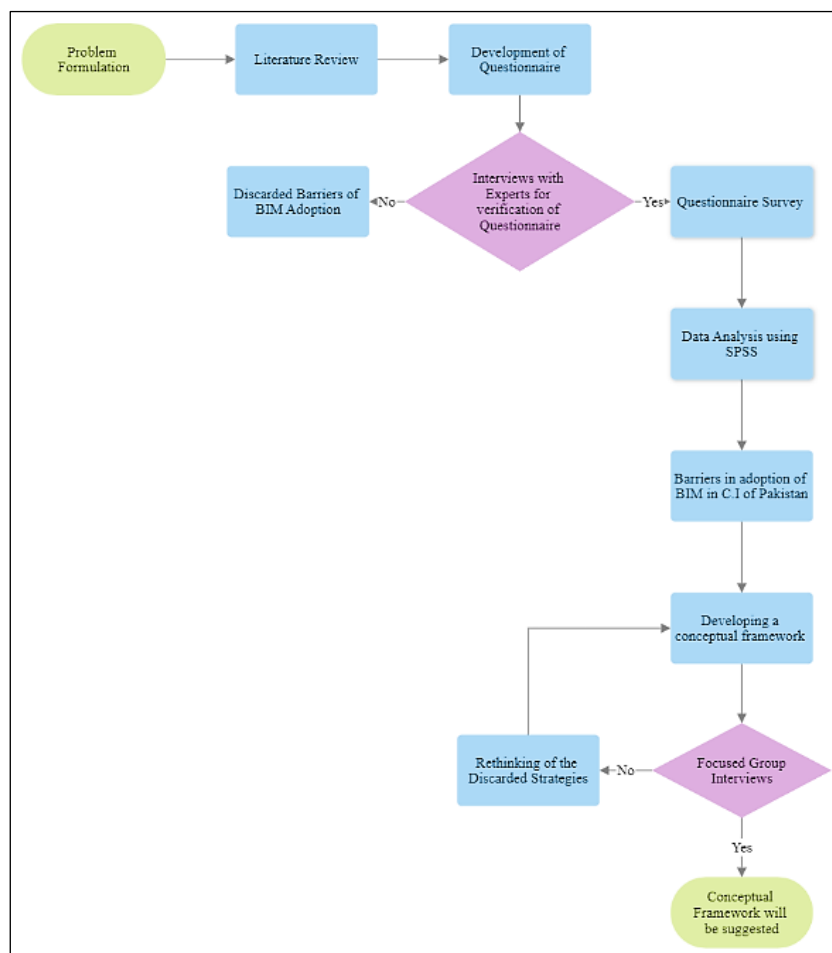 Problem
Formulation
Literature Review
Development of
Questionnaire
Interviews with
Experts for
verification of
Questionnaire
No
Discarded Barriers of
BIM Adoption
Yes
Questionnaire Survey
Data Analysis using
SPSS
Barriers in adoption of
BIM in C.I of Pakistan
Developing a
conceptual framework
Focused Group
Interviews
No
Rethinking of the
Discarded Strategies
Yes
Conceptual
Framework will
be suggested